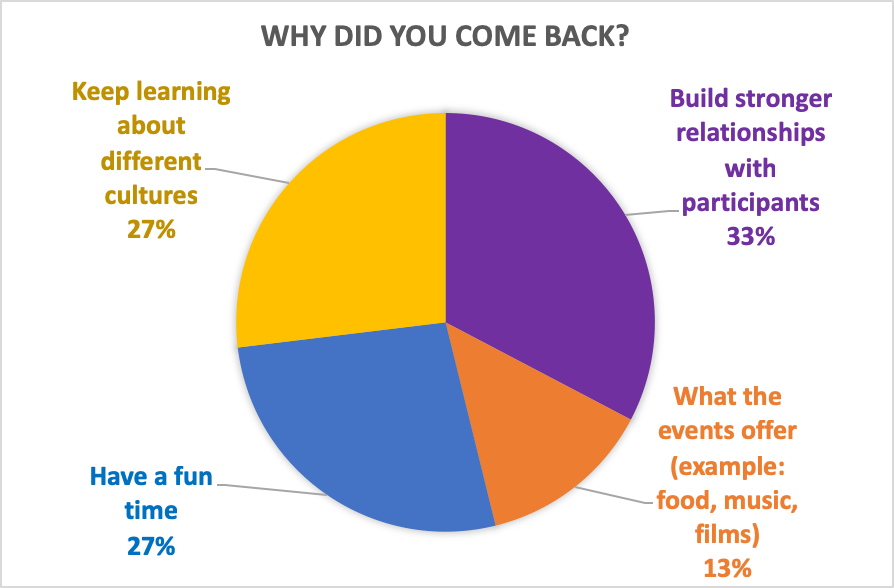 WHY DID YOU COME BACK?
Keep learning
about
different
cultures
27%
Build stronger
relationships
with
participants
33%
What the
events offer
(example:
food, music,
films)
13%
Have a fun
time
27%